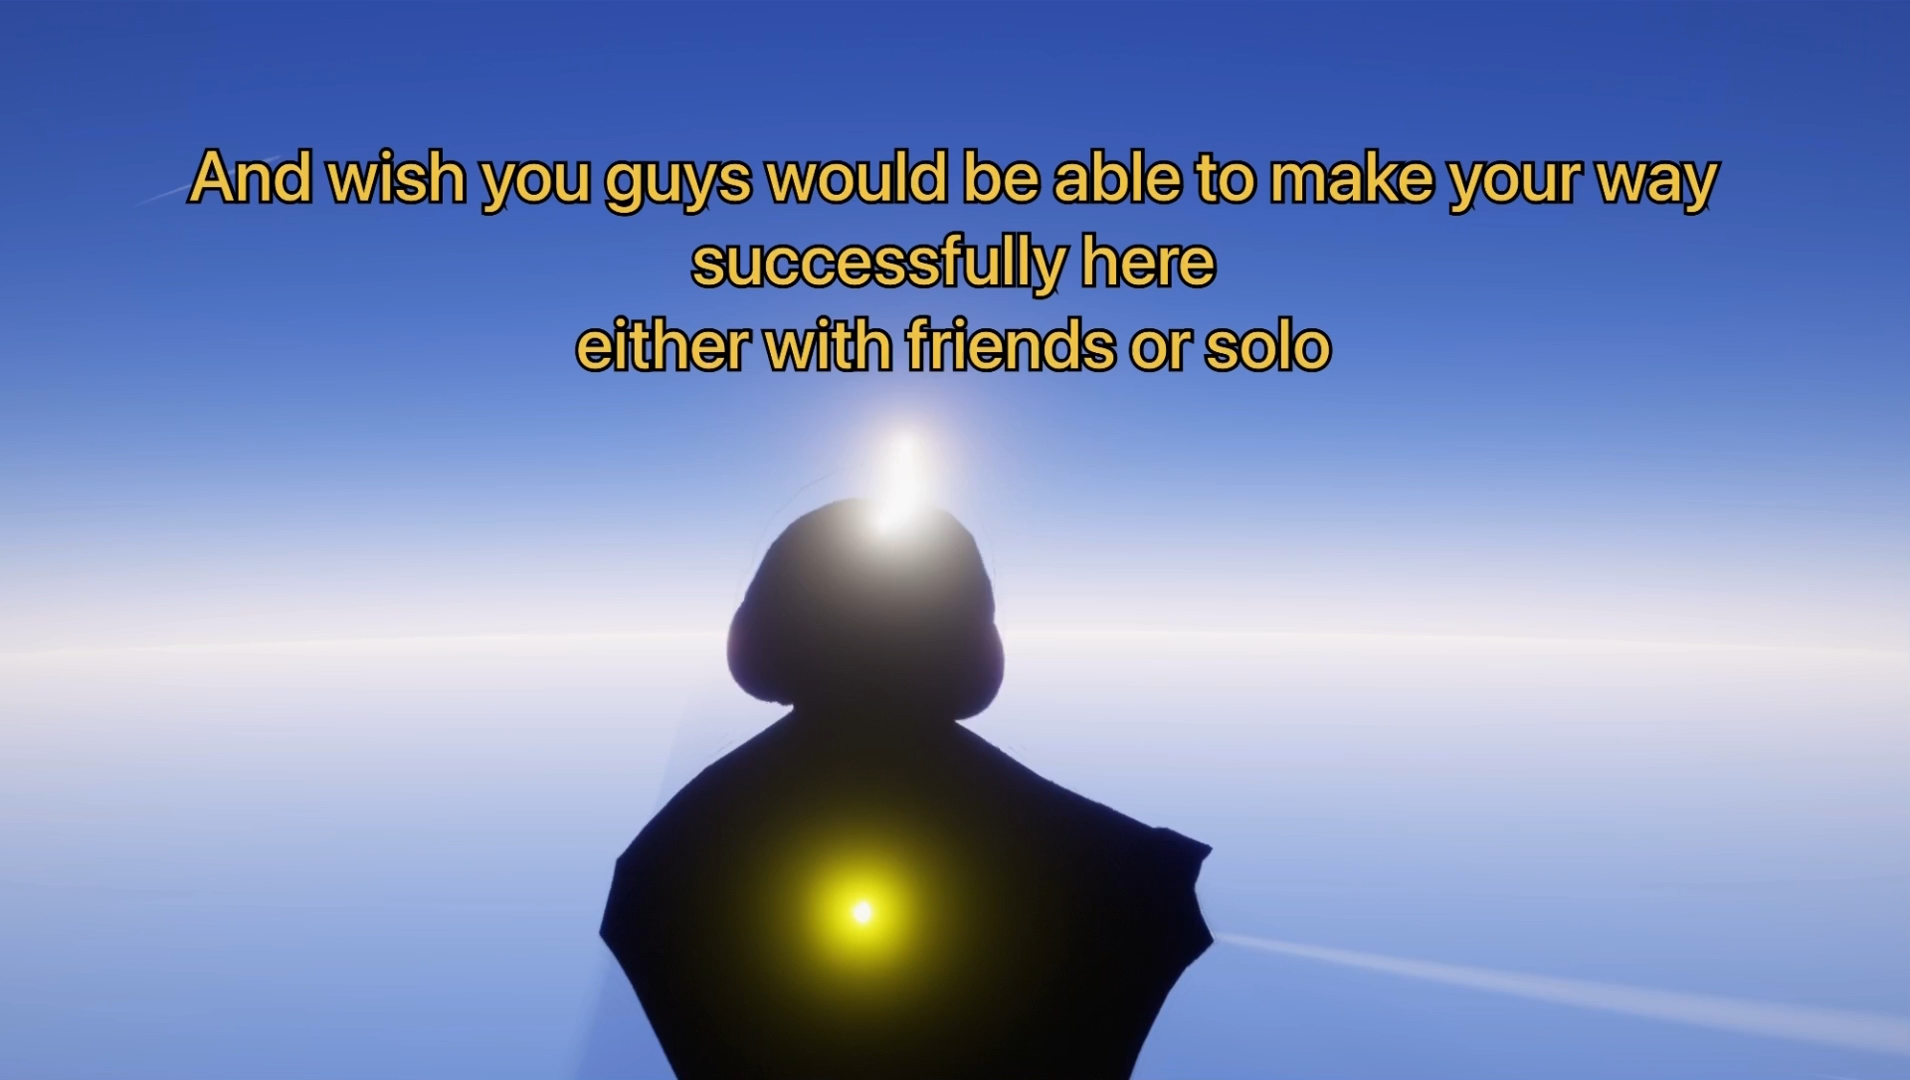 And wish you guys would be able to make your way
successfully here
either with friends or solo